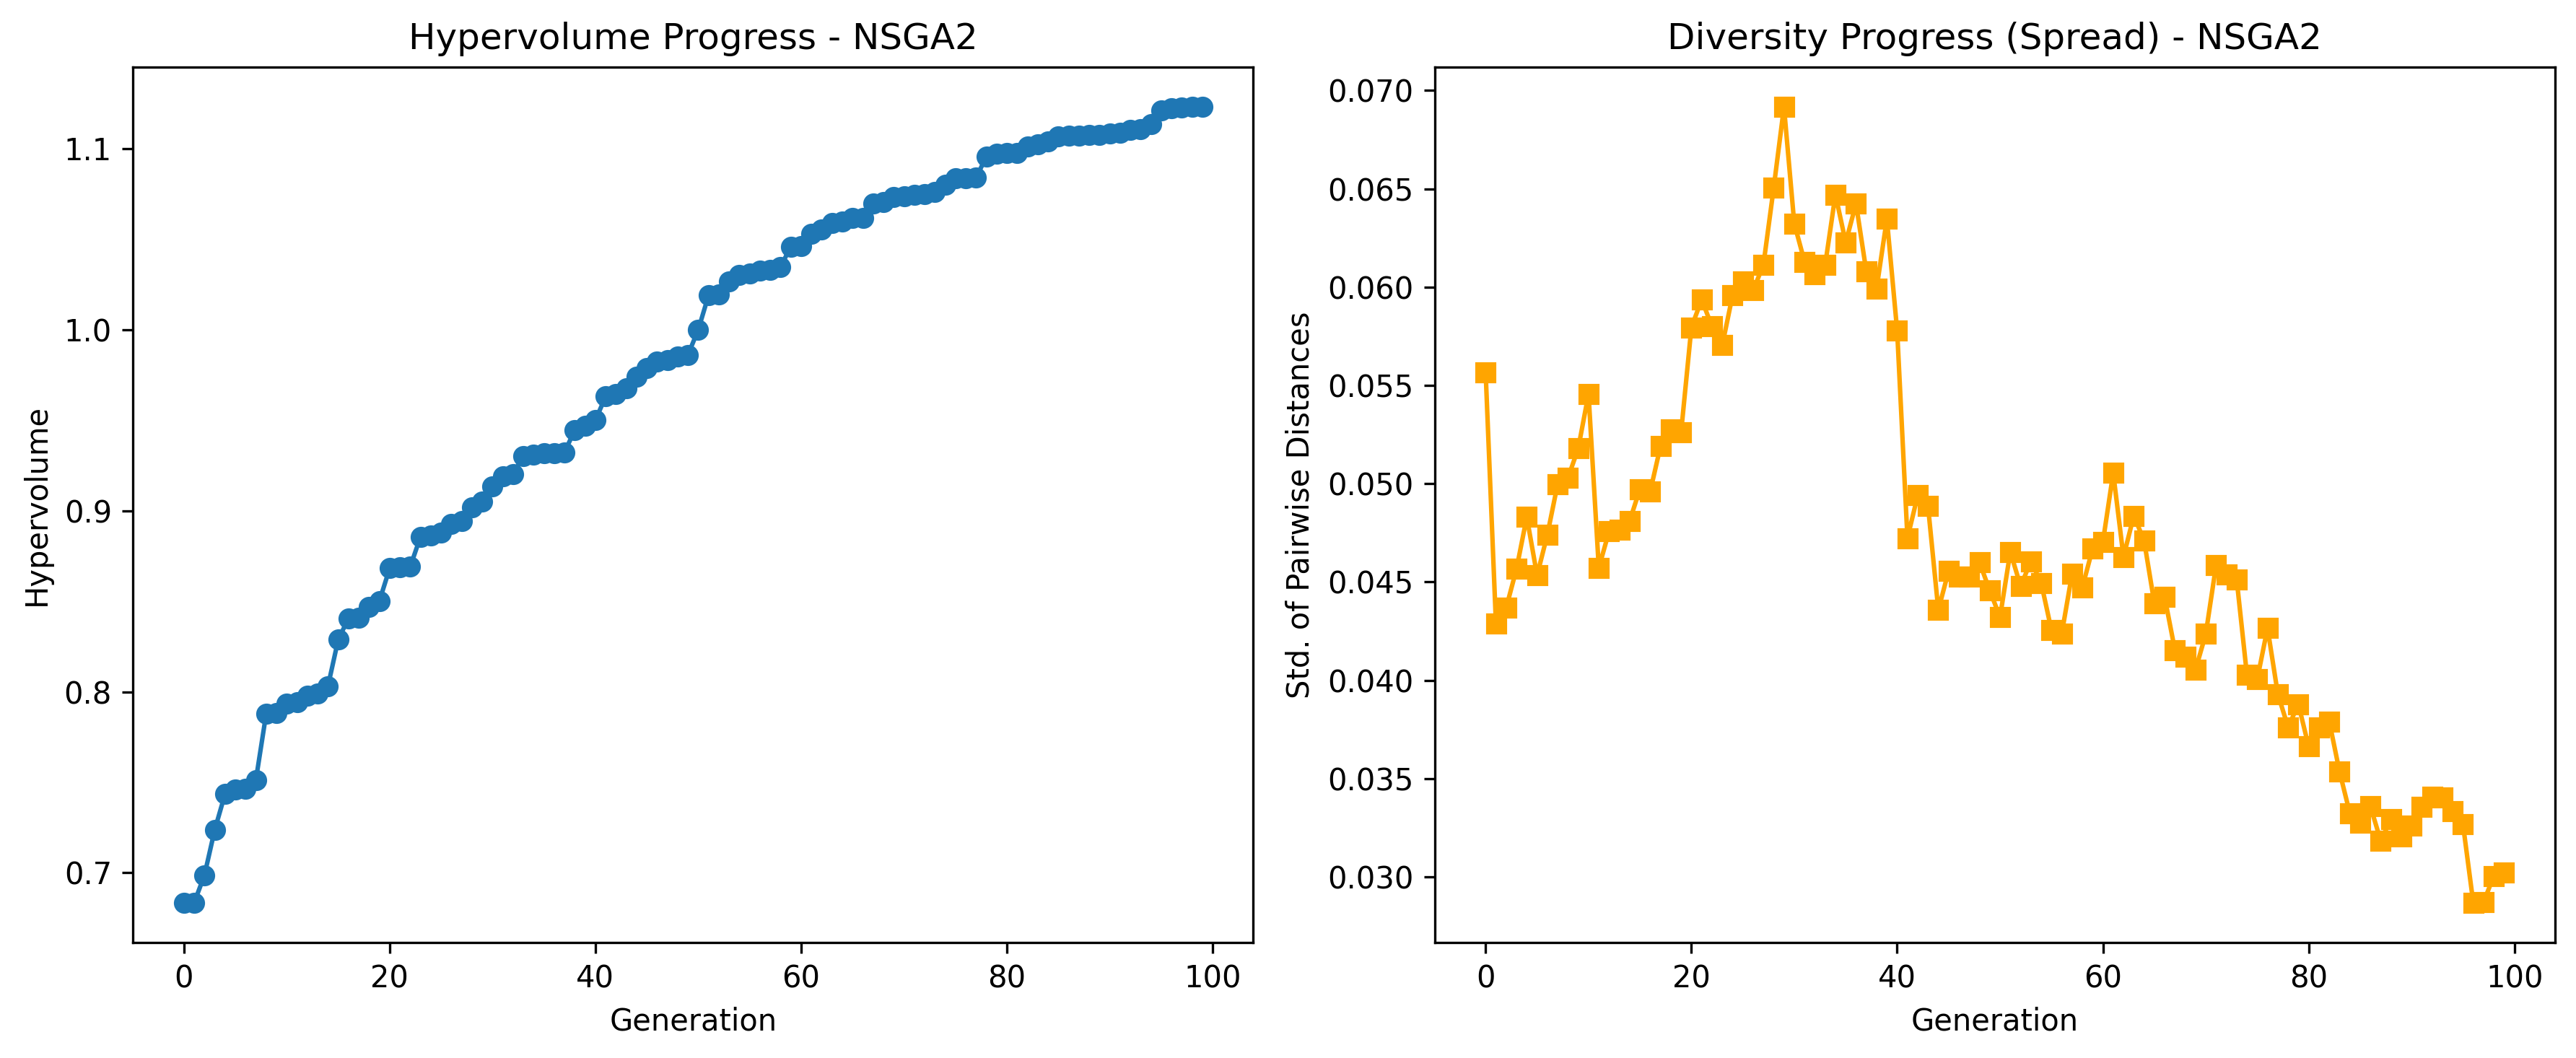 Hypervolume Progress - NSGA2
Hypervolume
1.1
1.0
0.9
0.8
0.7
0 20 40 60 80 100
Generation
Diversity Progress (Spread) - NSGA2
Std. of Pairwise Distances
0.070
0.065
0.060
0.055
0.050
0.045
0.040
0.035
0.030
0 20 40 60 80 100
Generation